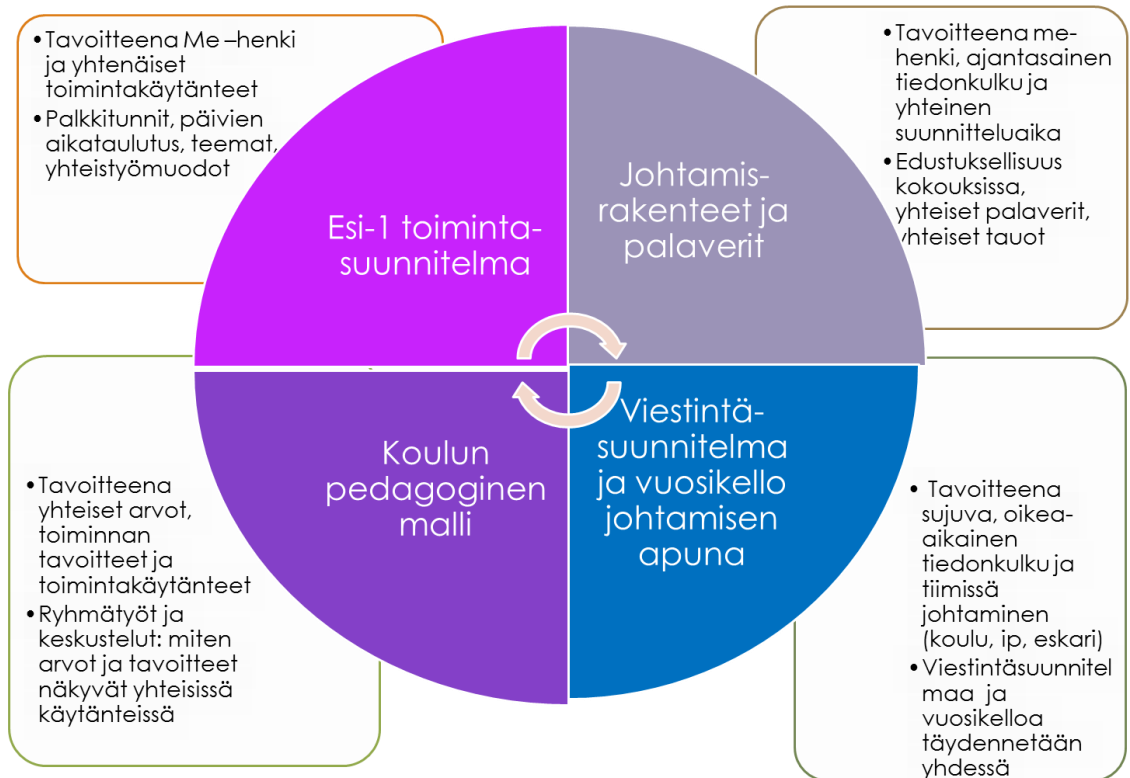 •Tavoitteena Me –henki
ja yhtenäiset
toimintakäytänteet
•Palkkitunnit, päivien
aikataulutus, teemat,
yhteistyömuodot
Esi-1 toiminta-
suunnitelma
Johtamis-
rakenteet ja
palaverit
•Tavoitteena me-
henki, ajantasainen
tiedonkulku ja
yhteinen
suunnitteluaika
•Edustuksellisuus
kokouksissa,
yhteiset palaverit,
yhteiset tauot
•Tavoitteena
yhteiset arvot,
toiminnan
tavoitteet ja
toimintakäytänteet
•Ryhmätyöt ja
keskustelut: miten
arvot ja tavoitteet
näkyvät yhteisissä
käytänteissä
Koulun
pedagoginen
malli
Viestintä-
suunnitelma
ja vuosikello
johtamisen
apuna
• Tavoitteena
sujuva, oikea-
aikainen
tiedonkulku ja
tiimissä
johtaminen
(koulu, ip, eskari)
•Viestintäsuunnitel
maa ja
vuosikelloa
täydennetään
yhdessä